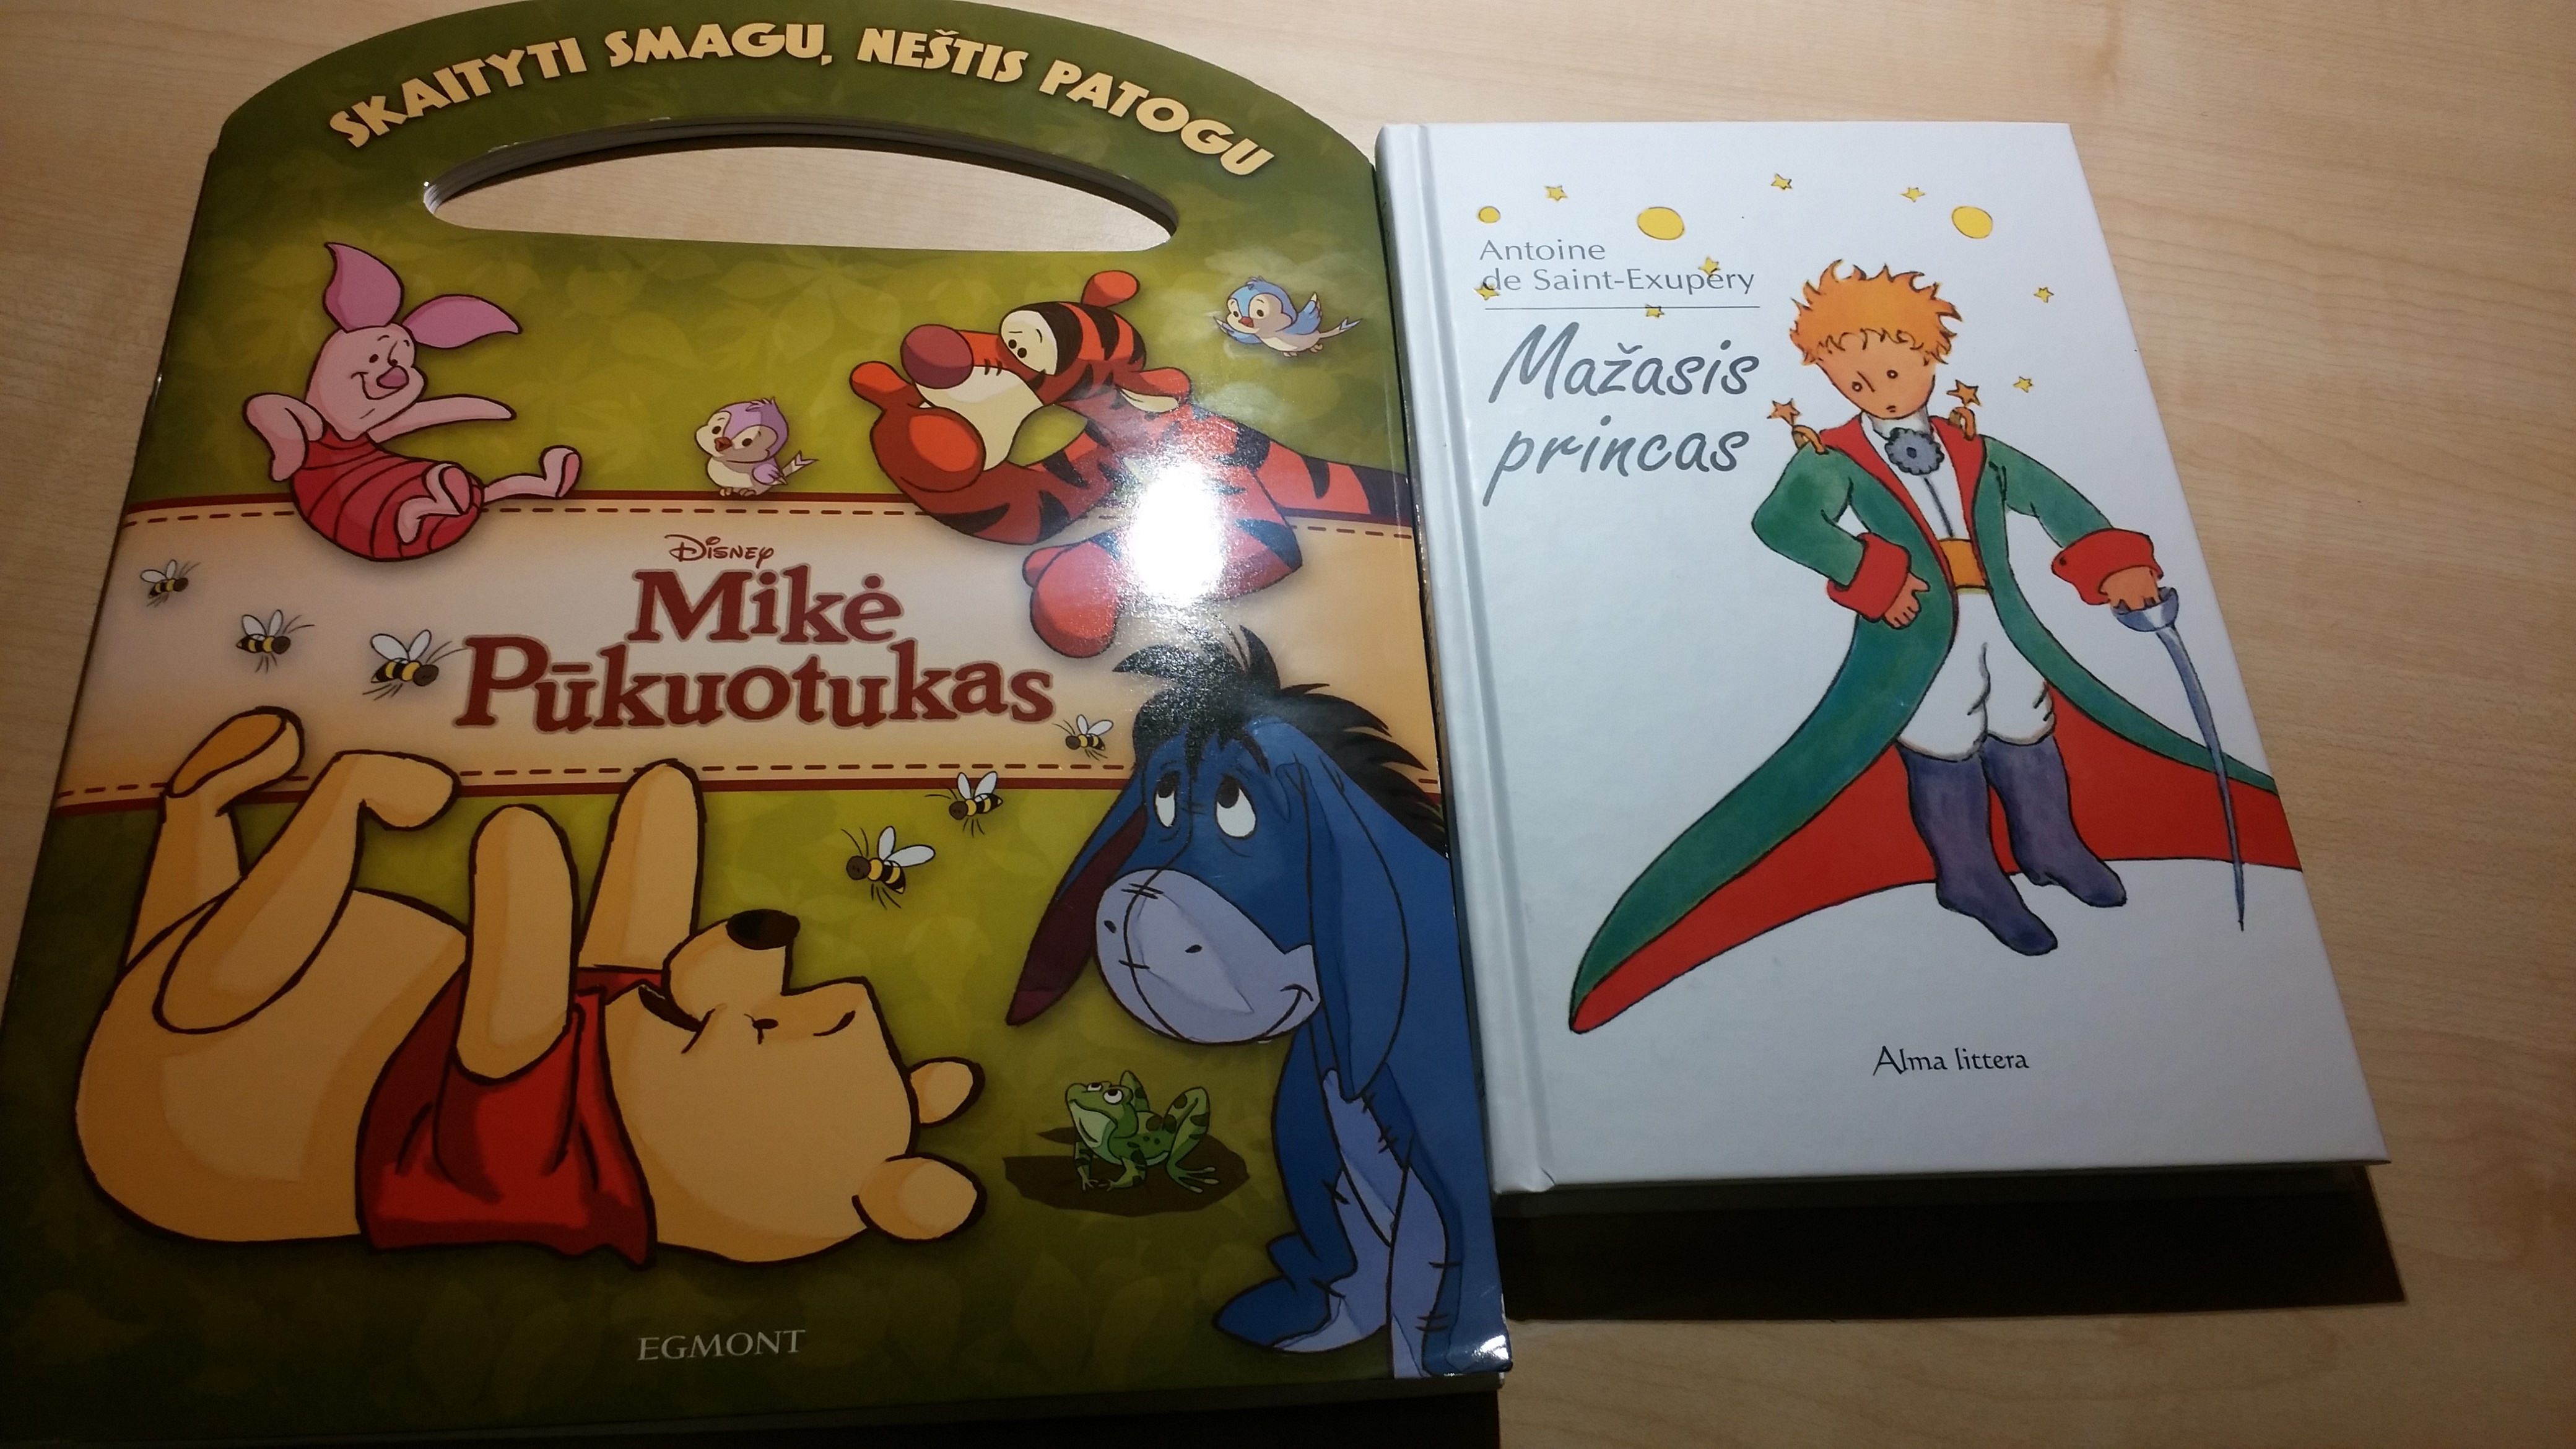 SKAITYTI SMAGU, NEŠTIS PATOGU
Disney
Mikė
Pūkuotukas
EGMONT
Antoine
de Saint-Exupéry
Mažasis
princas
Alma littera